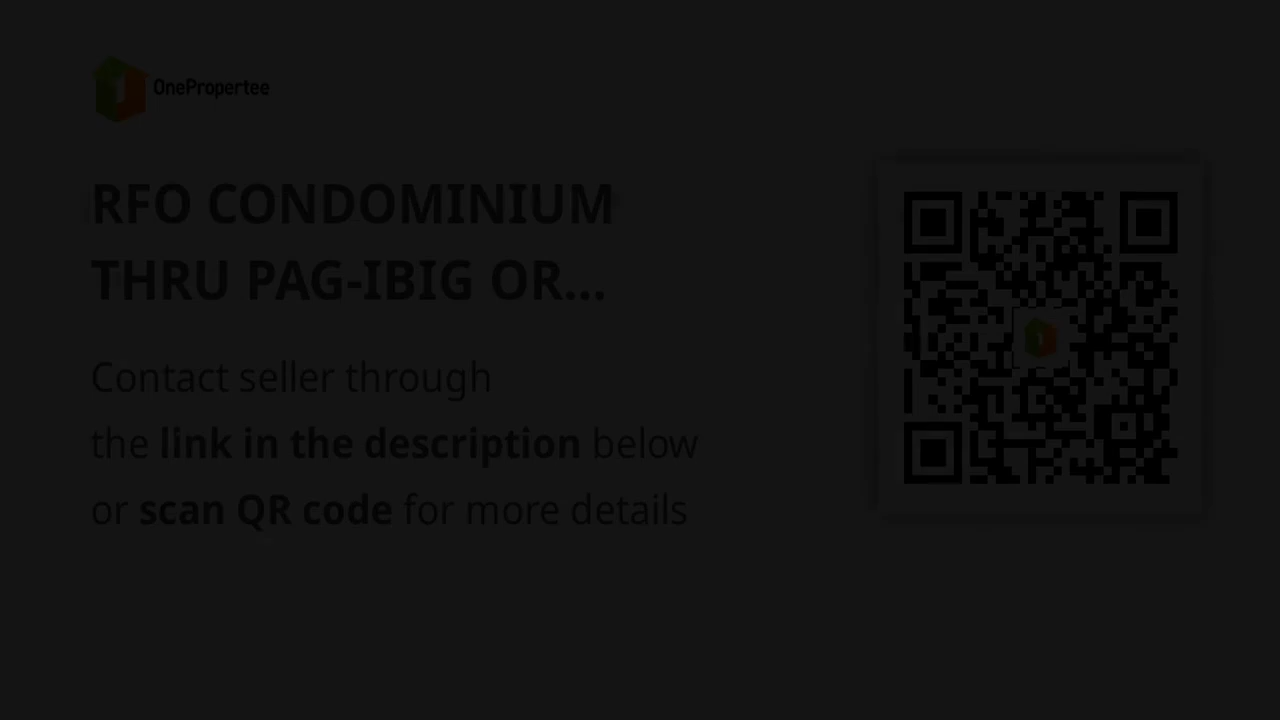 OnePropertee
RFO CONDOMINIUM
THRU PAG-IBIG OR...
Contact seller through
the link in the description below
or scan QR code for more details